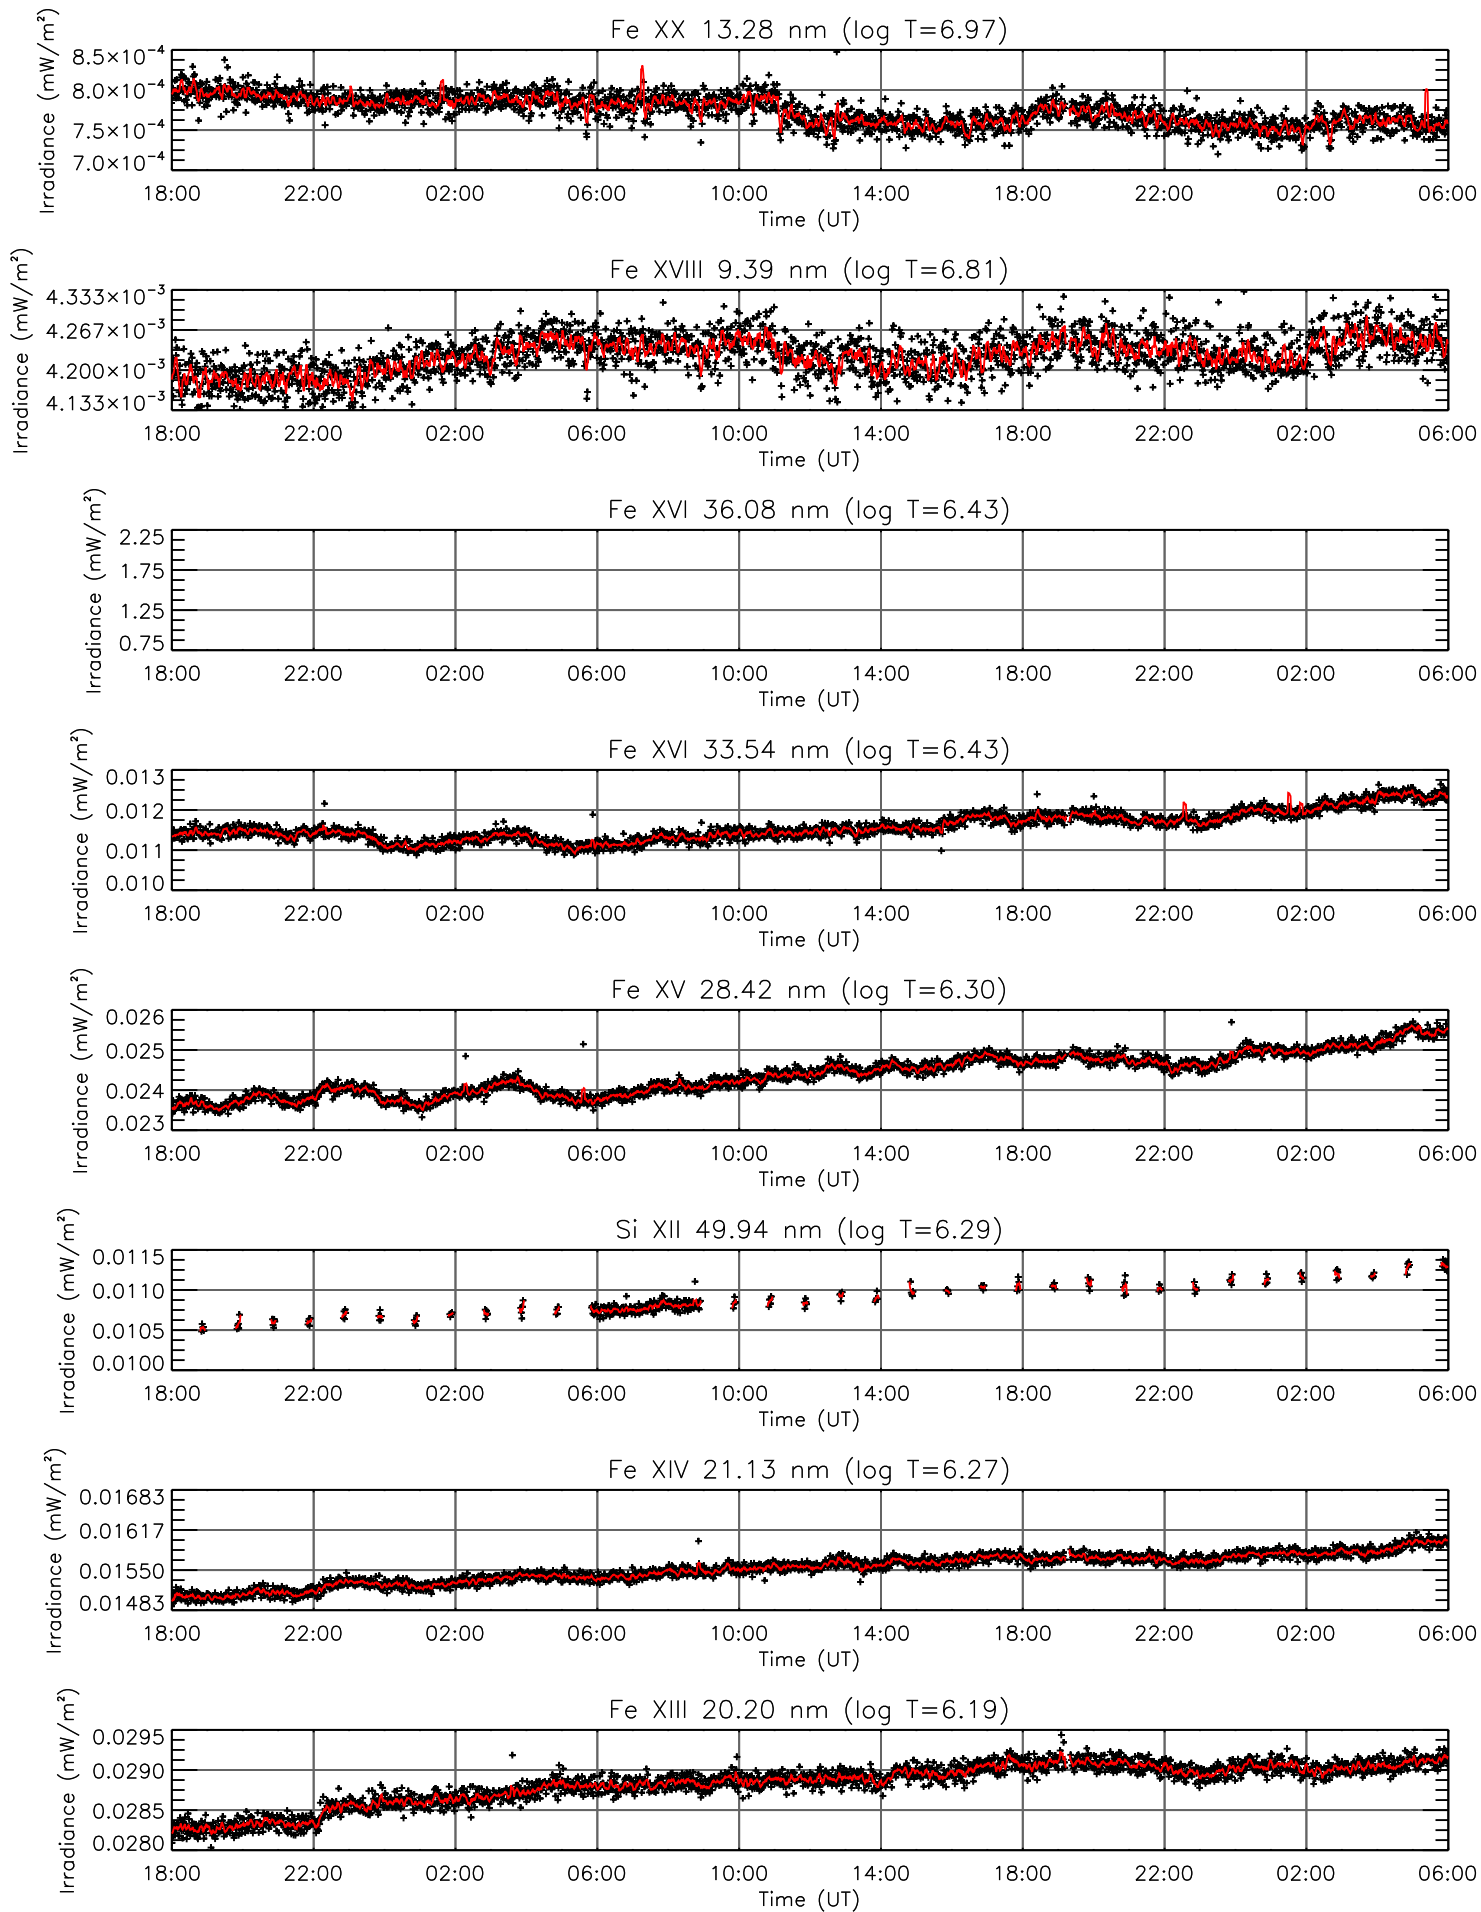 Fe XX 13.28 nm (log T=6.97)
Irradiance (mW/m²)
8.5×10⁻⁴
8.0×10⁻⁴
7.5×10⁻⁴
7.0×10⁻⁴
18:00 22:00 02:00 06:00 10:00 14:00 18:00 22:00 02:00 06:00
Time (UT)
Fe XVIII 9.39 nm (log T=6.81)
Irradiance (mW/m²)
4.333×10⁻³
4.267×10⁻³
4.200×10⁻³
4.133×10⁻³
18:00 22:00 02:00 06:00 10:00 14:00 18:00 22:00 02:00 06:00
Time (UT)
Fe XVI 36.08 nm (log T=6.43)
Irradiance (mW/m²)
2.25
1.75
1.25
0.75
18:00 22:00 02:00 06:00 10:00 14:00 18:00 22:00 02:00 06:00
Time (UT)
Fe XVI 33.54 nm (log T=6.43)
Irradiance (mW/m²)
0.013
0.012
0.011
0.010
18:00 22:00 02:00 06:00 10:00 14:00 18:00 22:00 02:00 06:00
Time (UT)
Fe XV 28.42 nm (log T=6.30)
Irradiance (mW/m²)
0.026
0.025
0.024
0.023
18:00 22:00 02:00 06:00 10:00 14:00 18:00 22:00 02:00 06:00
Time (UT)
Si XII 49.94 nm (log T=6.29)
Irradiance (mW/m²)
0.0115
0.0110
0.0105
0.0100
18:00 22:00 02:00 06:00 10:00 14:00 18:00 22:00 02:00 06:00
Time (UT)
Fe XIV 21.13 nm (log T=6.27)
Irradiance (mW/m²)
0.01683
0.01617
0.01550
0.01483
18:00 22:00 02:00 06:00 10:00 14:00 18:00 22:00 02:00 06:00
Time (UT)
Fe XIII 20.20 nm (log T=6.19)
Irradiance (mW/m²)
0.0295
0.0290
0.0285
0.0280
18:00 22:00 02:00 06:00 10:00 14:00 18:00 22:00 02:00 06:00
Time (UT)